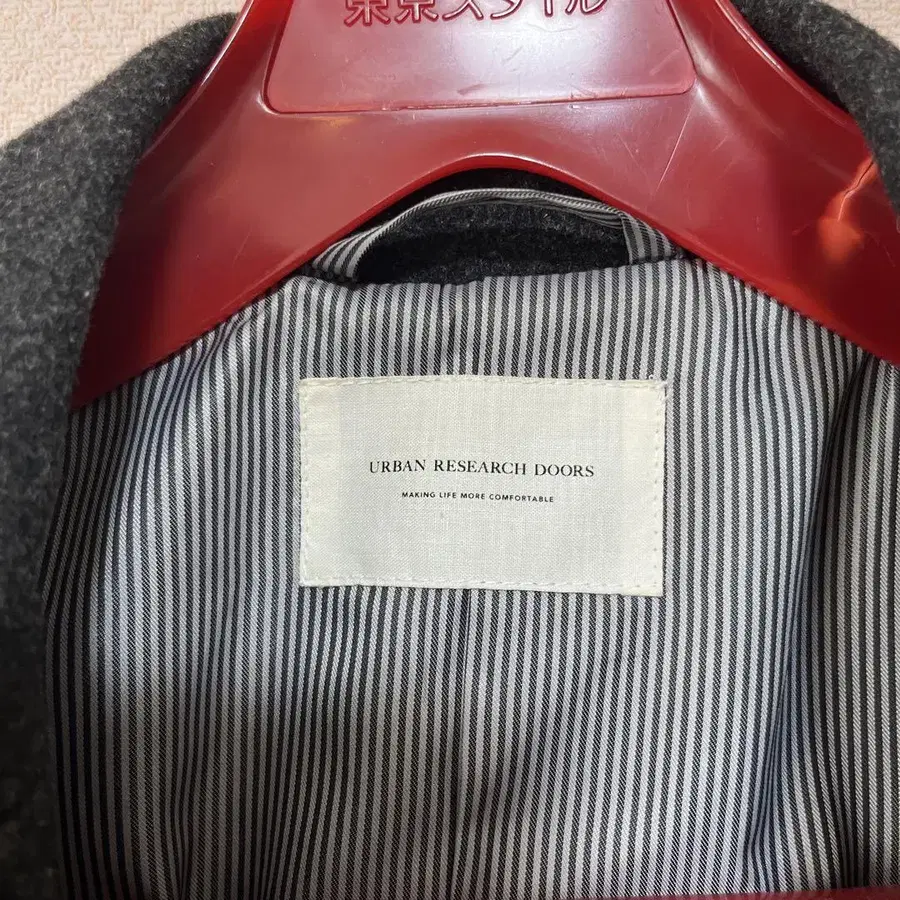 東京スタイル
URBAN RESEARCH DOORS
MAKING LIFE MORE COMFORTABLE